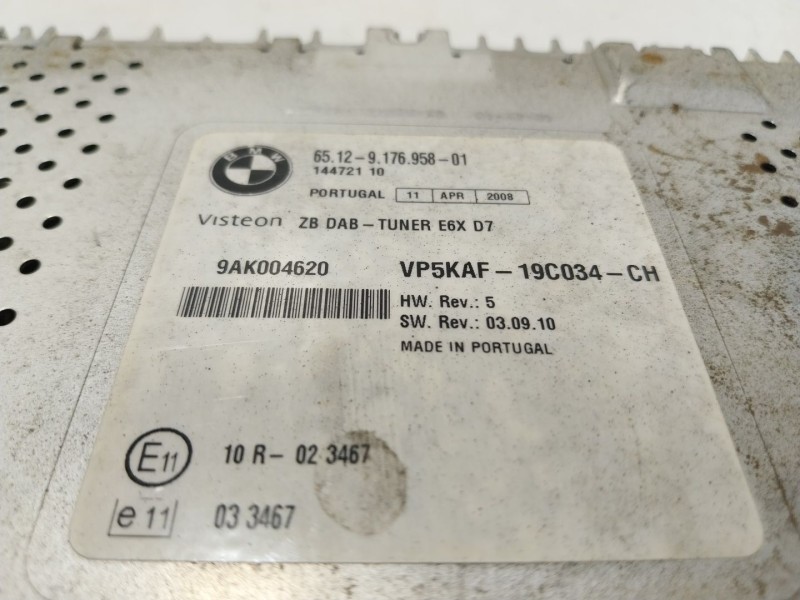 BMW
65.12-9.176.958-01
144721 10
PORTUGAL 11 APR 2008
Visteon ZB DAB-TUNER E6X D7
9AK004620 VP5KAF-19C034-CH
HW. Rev.: 5
SW. Rev.: 03.09.10
MADE IN PORTUGAL
E11 10 R-02 3467
e 11 03 3467